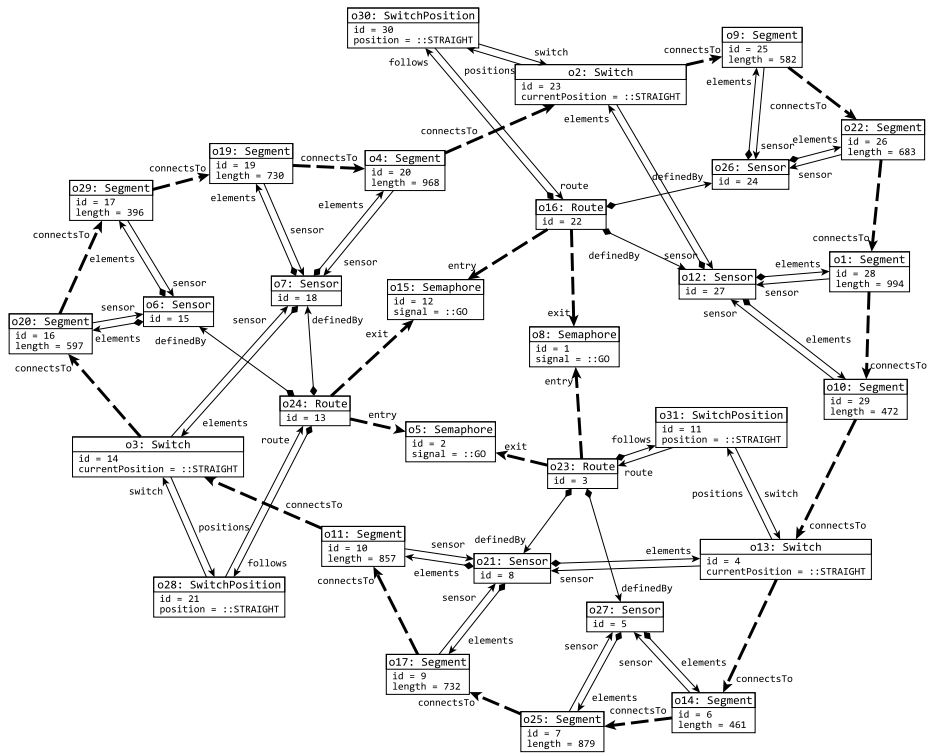 o30: SwitchPosition
id = 30
position = ::STRAIGHT
follows
switch
positions
o2: Switch
id = 23
currentPosition = ::STRAIGHT
connectsTo
o9: Segment
id = 25
length = 582
elements
connectsTo
elements
o22: Segment
id = 26
length = 683
sensor
elements
sensor
o26: Sensor
id = 24
definedBy
connectsTo
o19: Segment
id = 19
length = 730
connectsTo
o4: Segment
id = 20
length = 968
connectsTo
connectsTo
o29: Segment
id = 17
length = 396
connectsTo
elements
elements
sensor
elements
sensor
route
o16: Route
id = 22
definedBy
sensor
o12: Sensor
id = 27
elements
sensor
o1: Segment
id = 28
length = 994
entry
o15: Semaphore
id = 12
signal = ::GO
exit
o7: Sensor
id = 18
sensor
definedBy
sensor
o6: Sensor
id = 15
sensor
elements
definedBy
o20: Segment
id = 16
length = 597
connectsTo
exit
o8: Semaphore
id = 1
signal = ::GO
entry
sensor
elements
connectsTo
o10: Segment
id = 29
length = 472
o24: Route
id = 13
route
entry
o5: Semaphore
id = 2
signal = ::GO
exit
elements
o3: Switch
id = 14
currentPosition = ::STRAIGHT
switch
positions
follows
o28: SwitchPosition
id = 21
position = ::STRAIGHT
connectsTo
o31: SwitchPosition
id = 11
position = ::STRAIGHT
follows
route
o23: Route
id = 3
positions
switch
connectsTo
o13: Switch
id = 4
currentPosition = ::STRAIGHT
o11: Segment
id = 10
length = 857
connectsTo
sensor
elements
definedBy
o21: Sensor
id = 8
elements
sensor
sensor
elements
definedBy
o27: Sensor
id = 5
sensor
sensor
elements
elements
o17: Segment
id = 9
length = 732
connectsTo
o25: Segment
id = 7
length = 879
connectsTo
o14: Segment
id = 6
length = 461
connectsTo